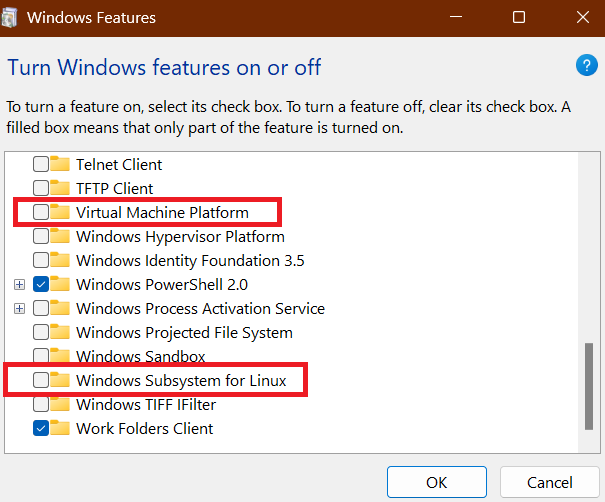 Windows Features
Turn Windows features on or off
?
To turn a feature on, select its check box. To turn a feature off, clear its check box. A
filled box means that only part of the feature is turned on.
Telnet Client
TFTP Client
Virtual Machine Platform
Windows Hypervisor Platform
Windows Identity Foundation 3.5
Windows PowerShell 2.0
Windows Process Activation Service
Windows Projected File System
Windows Sandbox
Windows Subsystem for Linux
Windows TIFF IFilter
Work Folders Client
OK
Cancel